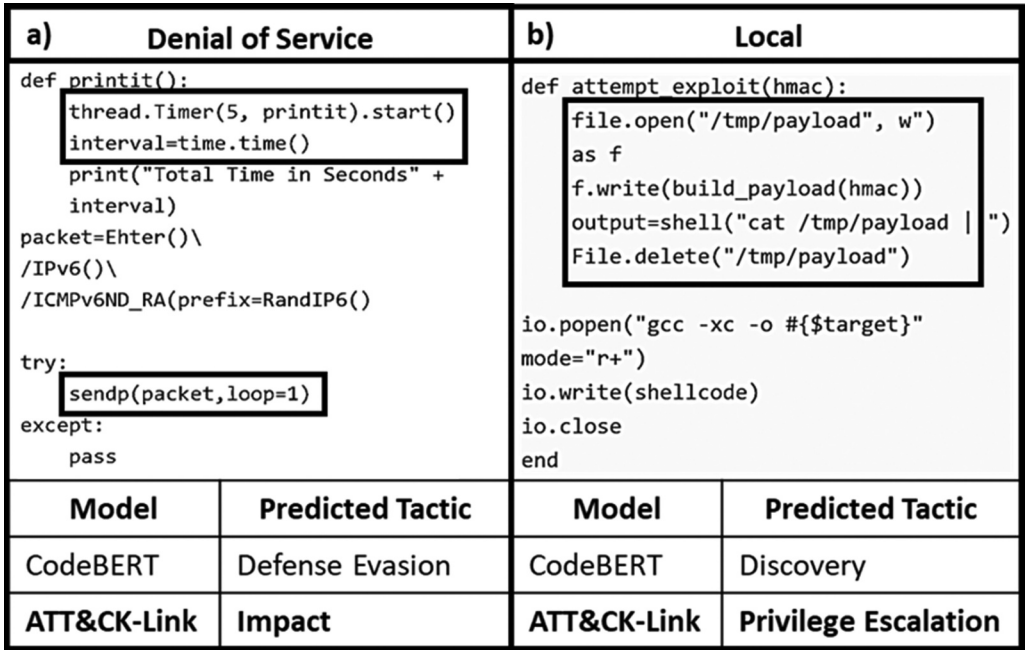 a) Denial of Service
def printit():
thread.Timer(5, printit).start()
interval=time.time()
print("Total Time in Seconds" +
interval)
packet=Ehter()\
/IPv6()\
/ICMPv6ND_RA(prefix=RandIP6()
try:
sendp(packet,loop=1)
except:
pass
Model Predicted Tactic
CodeBERT Defense Evasion
ATT&CK-Link Impact
b) Local
def attempt_exploit(hmac):
file.open("/tmp/payload", w")
as f
f.write(build_payload(hmac))
output=shell("cat /tmp/payload | ")
File.delete("/tmp/payload")
io.popen("gcc -xc -o #{$target}"
mode="r+")
io.write(shellcode)
io.close
end
Model Predicted Tactic
CodeBERT Discovery
ATT&CK-Link Privilege Escalation